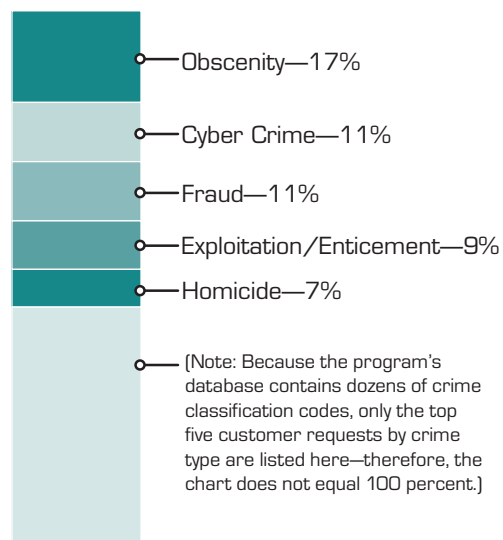 Obscenity—17%
Cyber Crime—11%
Fraud—11%
Exploitation/Enticement—9%
Homicide—7%
(Note: Because the program's
database contains dozens of crime
classification codes, only the top
five customer requests by crime
type are listed here—therefore, the
chart does not equal 100 percent.)